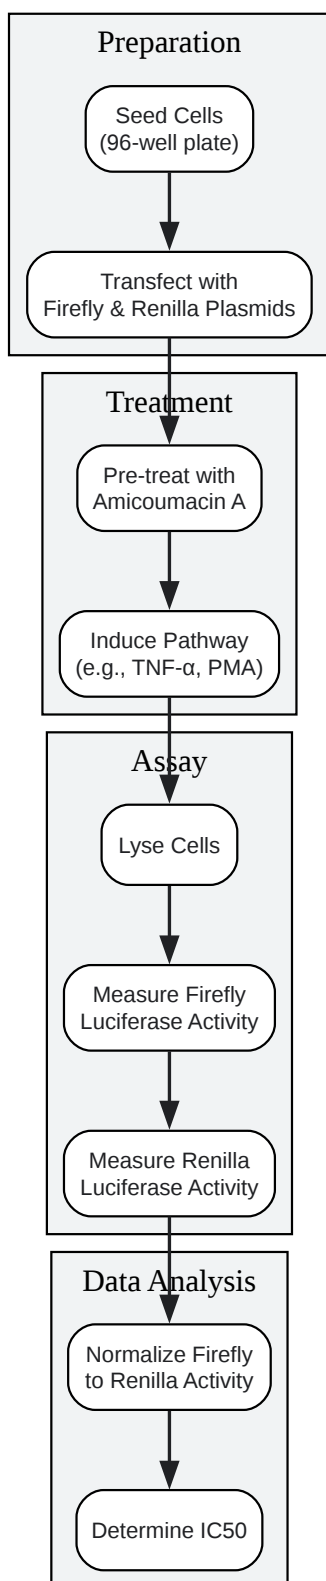 Preparation
Seed Cells
(96-well plate)
Transfect with
Firefly & Renilla Plasmids
Treatment
Pre-treat with
Amicoumacin A
Induce Pathway
(e.g., TNF-α, PMA)
Assay
Lyse Cells
Measure Firefly
Luciferase Activity
Measure Renilla
Luciferase Activity
Data Analysis
Normalize Firefly
to Renilla Activity
Determine IC50